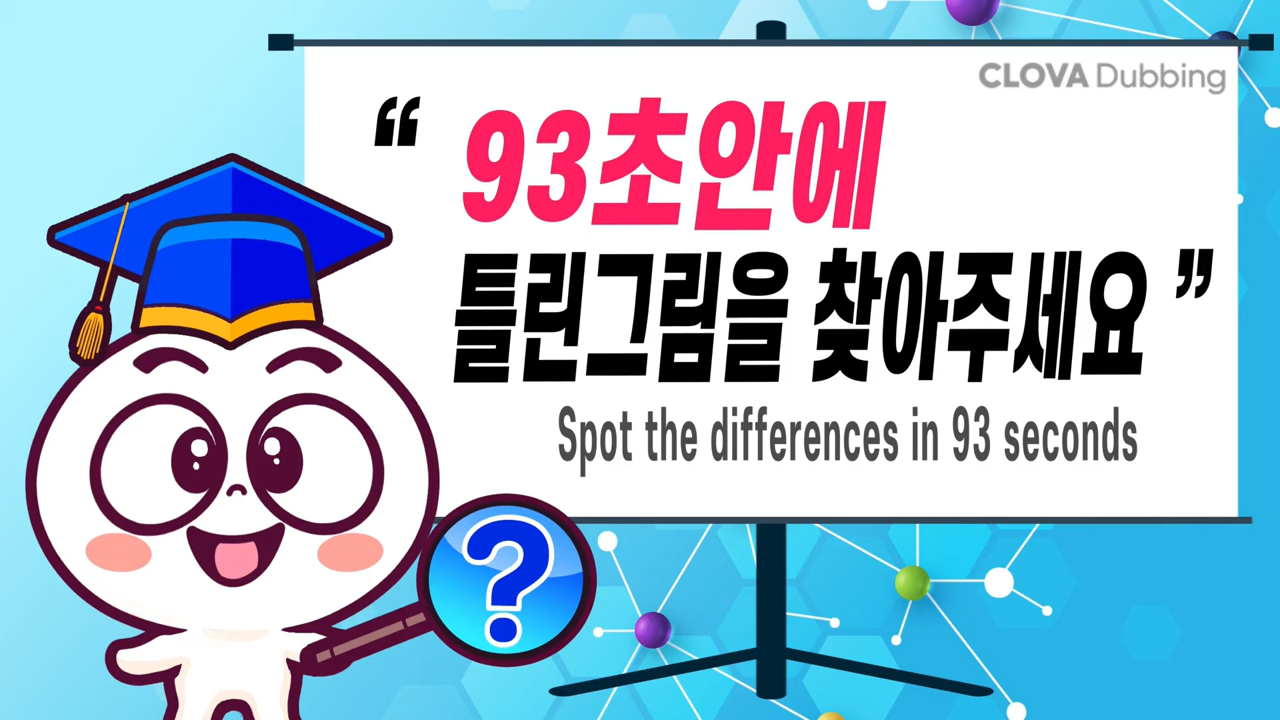 CLOVA Dubbing
“ 93초안에
틀린그림을 찾아주세요 ”
Spot the differences in 93 seconds
?